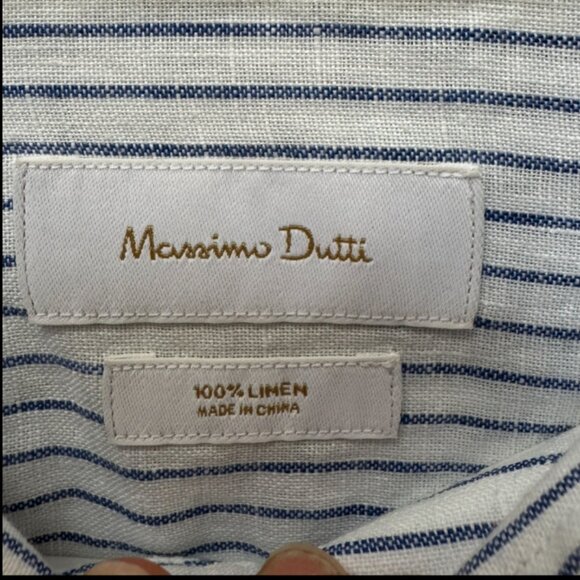 Massimo Dutti
100% LINEN
MADE IN CHINA